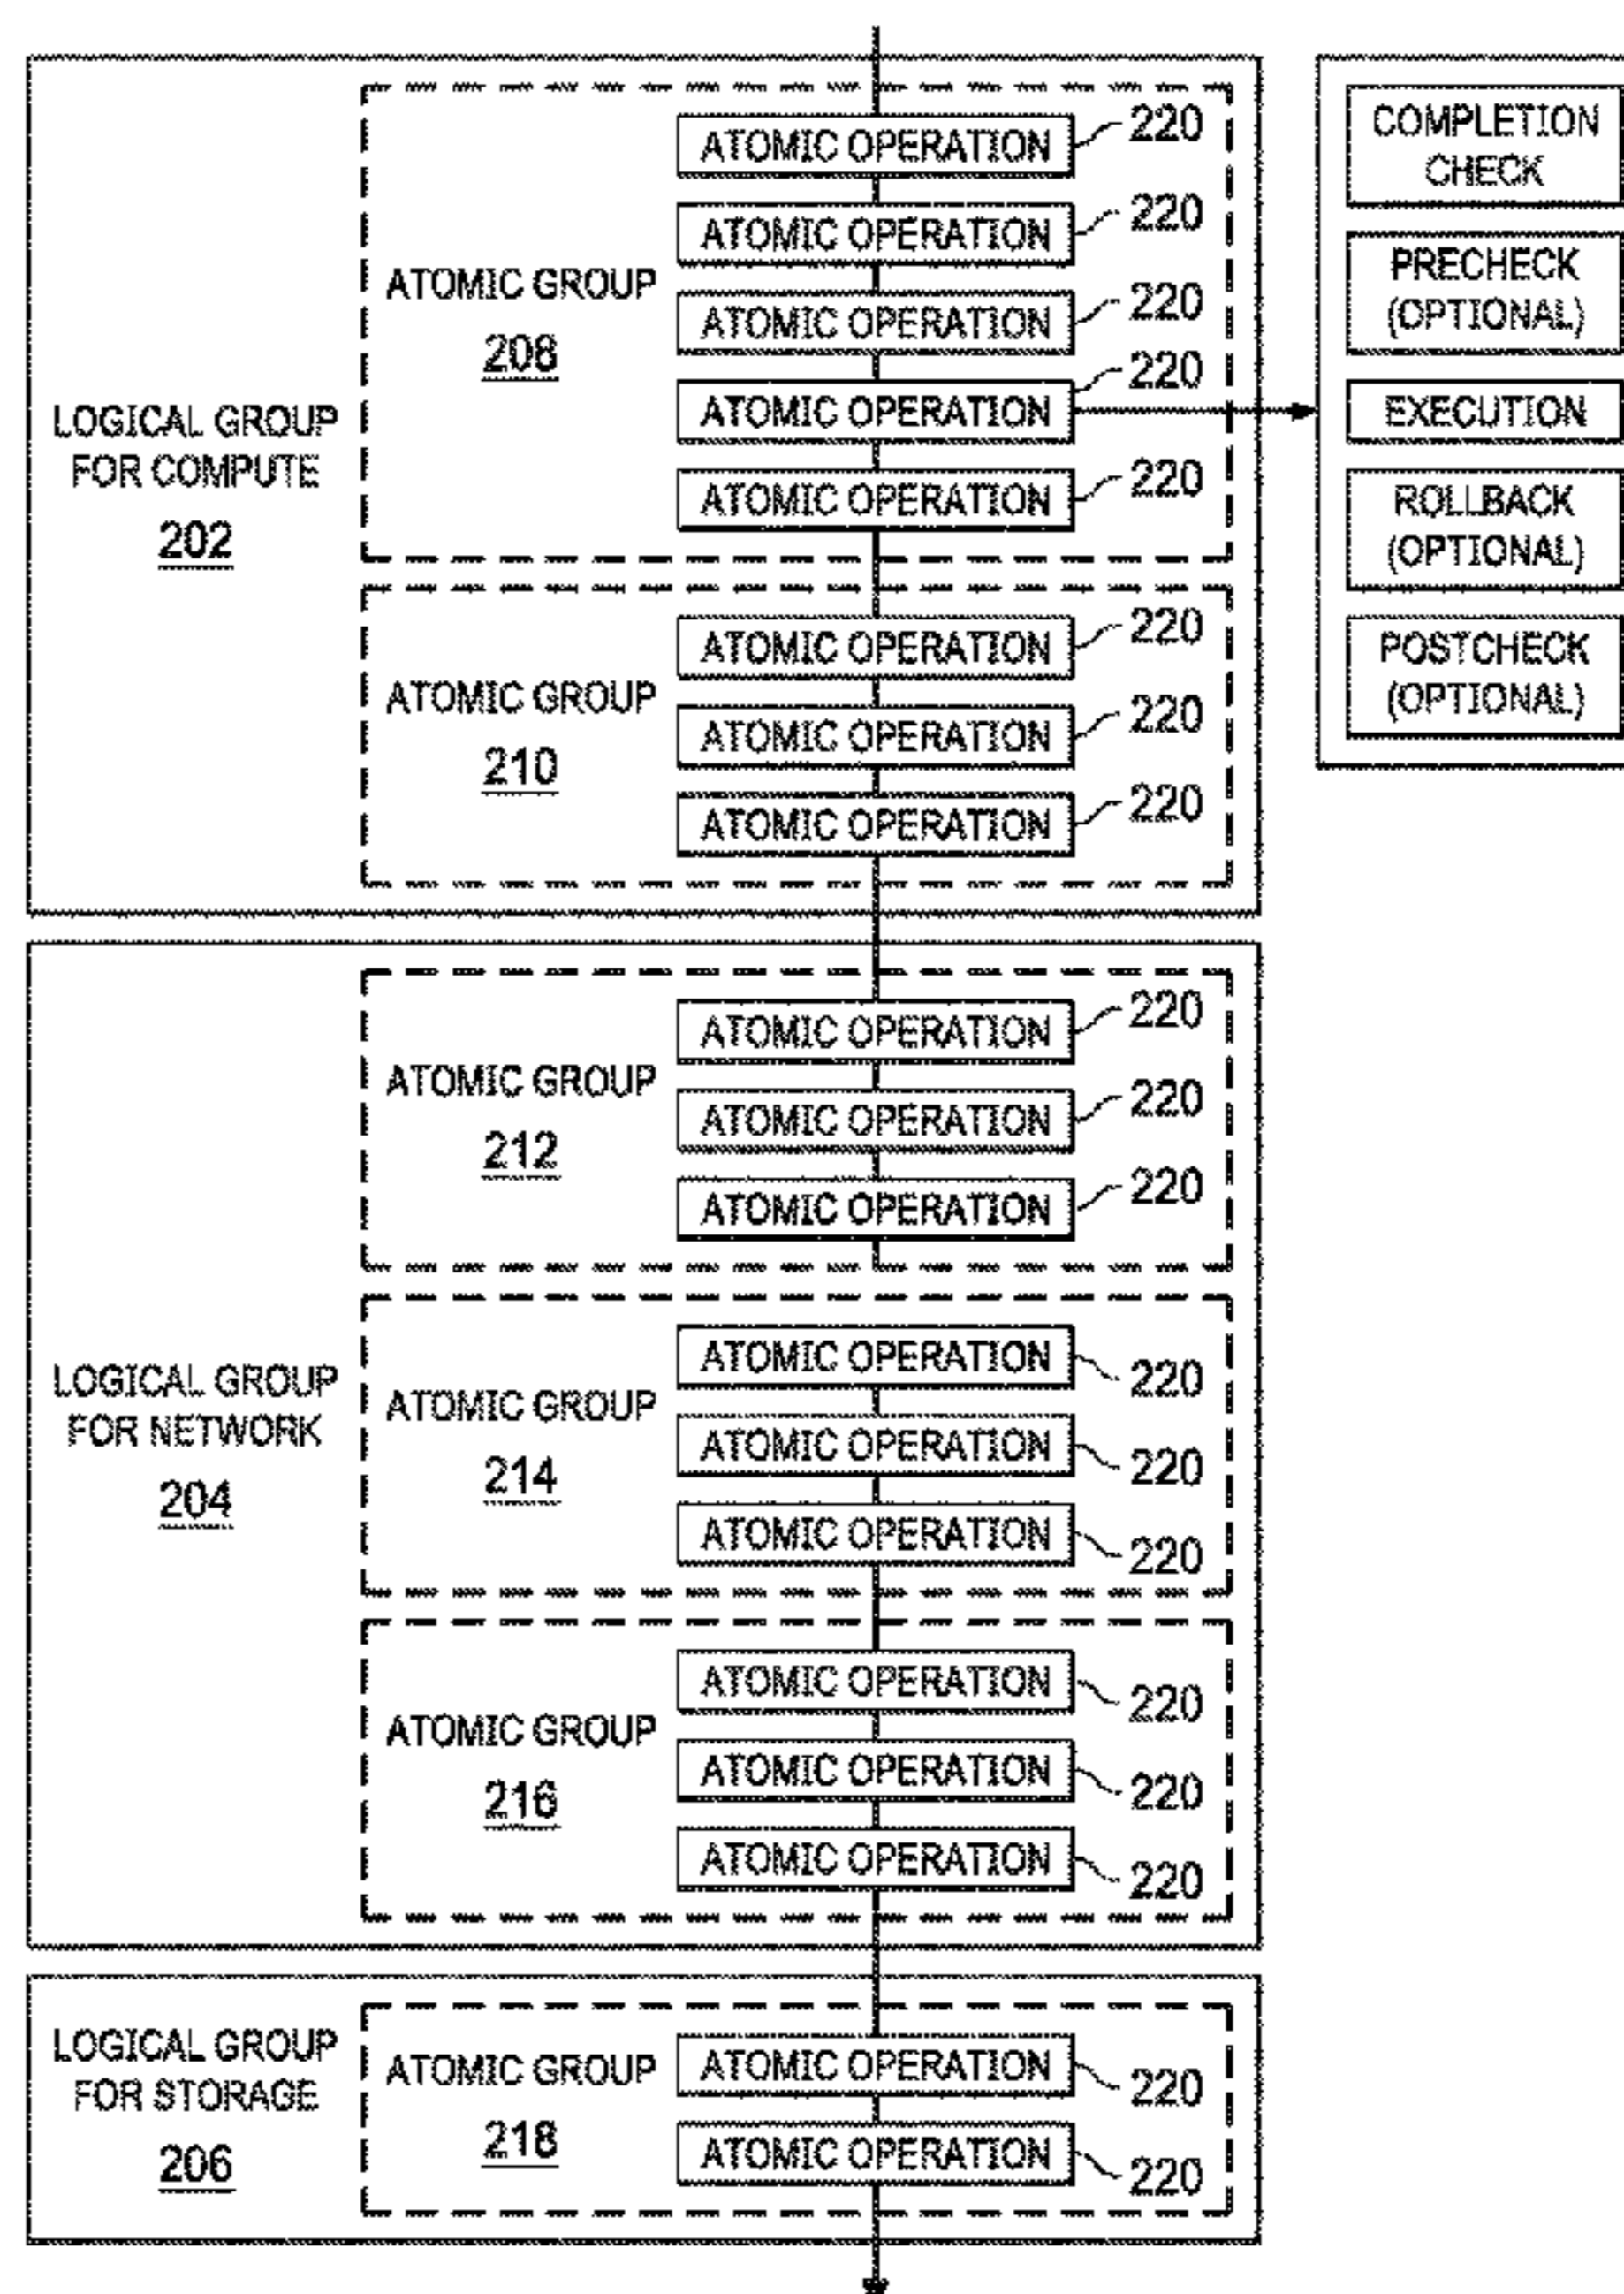 ATOMIC OPERATION 220
ATOMIC OPERATION 220
ATOMIC GROUP
208
ATOMIC OPERATION 220
ATOMIC OPERATION 220
ATOMIC OPERATION 220
LOGICAL GROUP
FOR COMPUTE
202
ATOMIC OPERATION 220
ATOMIC GROUP
210
ATOMIC OPERATION 220
ATOMIC OPERATION 220
COMPLETION
CHECK
PRECHECK
(OPTIONAL)
EXECUTION
ROLLBACK
(OPTIONAL)
POSTCHECK
(OPTIONAL)
ATOMIC OPERATION 220
ATOMIC GROUP
212
ATOMIC OPERATION 220
ATOMIC OPERATION 220
LOGICAL GROUP
FOR NETWORK
204
ATOMIC OPERATION 220
ATOMIC GROUP
214
ATOMIC OPERATION 220
ATOMIC OPERATION 220
ATOMIC OPERATION 220
ATOMIC GROUP
216
ATOMIC OPERATION 220
ATOMIC OPERATION 220
LOGICAL GROUP
FOR STORAGE
206
ATOMIC GROUP
218
ATOMIC OPERATION 220
ATOMIC OPERATION 220